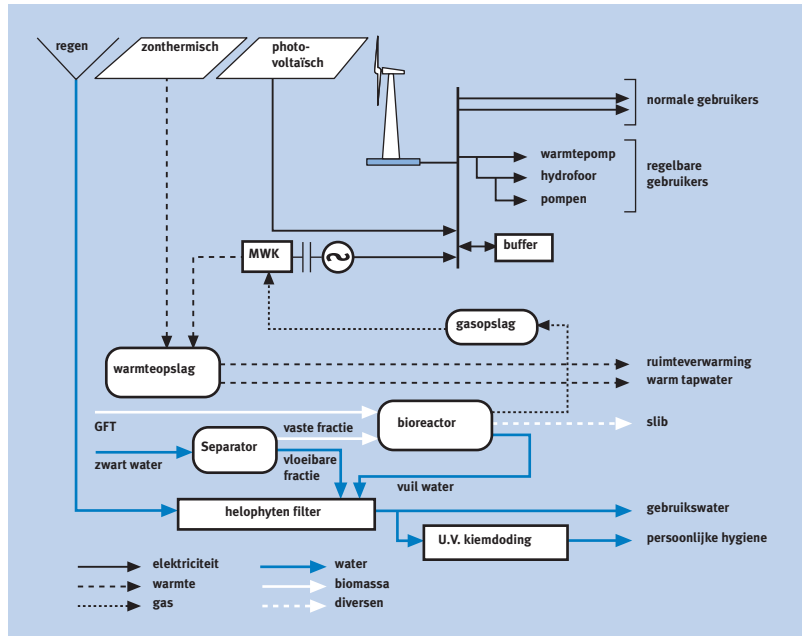 regen
zonthermisch
photo-
voltaïsch
normale gebruikers
warmtepomp
hydrofoor
pompen
regelbare
gebruikers
buffer
MWK
gasopslag
warmteopslag
ruimteverwarming
warm tapwater
GFT
vaste fractie
bioreactor
slib
zwart water
Separator
vloeibare
fractie
vuil water
helophyten filter
gebruikswater
U.V. kiemdoding
persoonlijke hygiene
elektriciteit
water
warmte
biomassa
gas
diversen